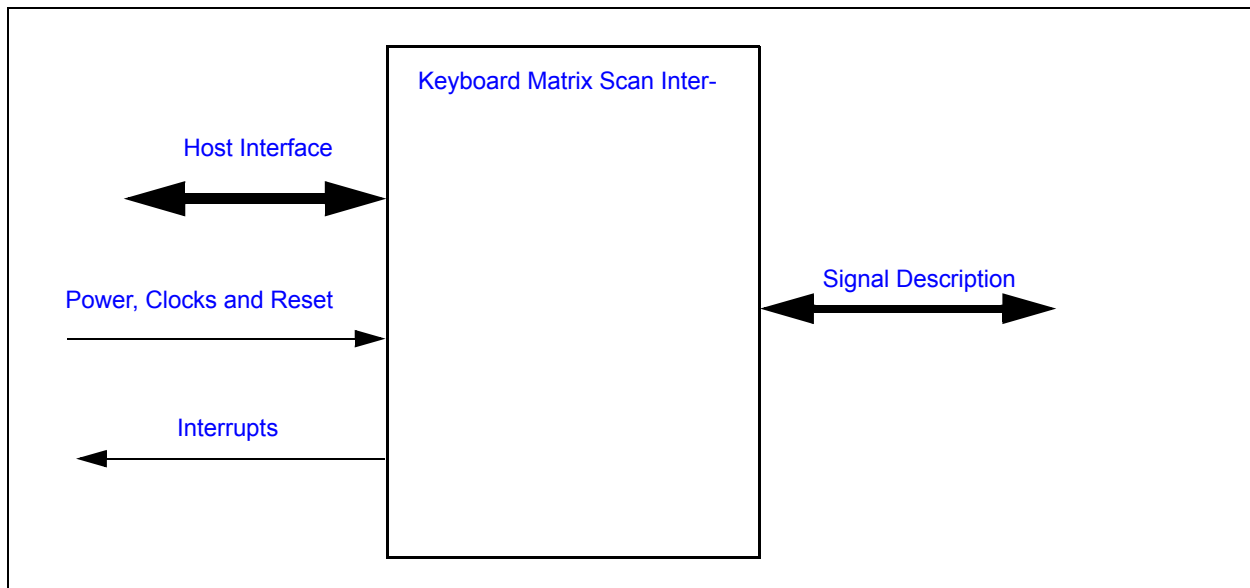 Keyboard Matrix Scan Inter-
Host Interface
Signal Description
Power, Clocks and Reset
Interrupts